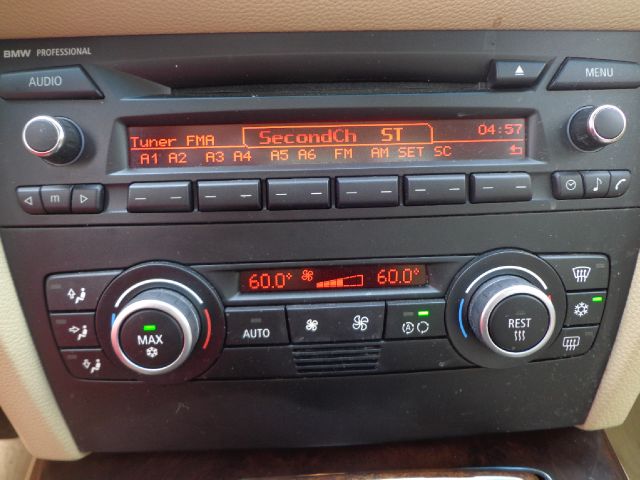 BMW PROFESSIONAL
AUDIO
MENU
Tuner FMA SecondCh ST 04:57
A1 A2 A3 A4 A5 A6 FM AM SET SC
m
60.0° 60.0°
MAX
AUTO
A
REST